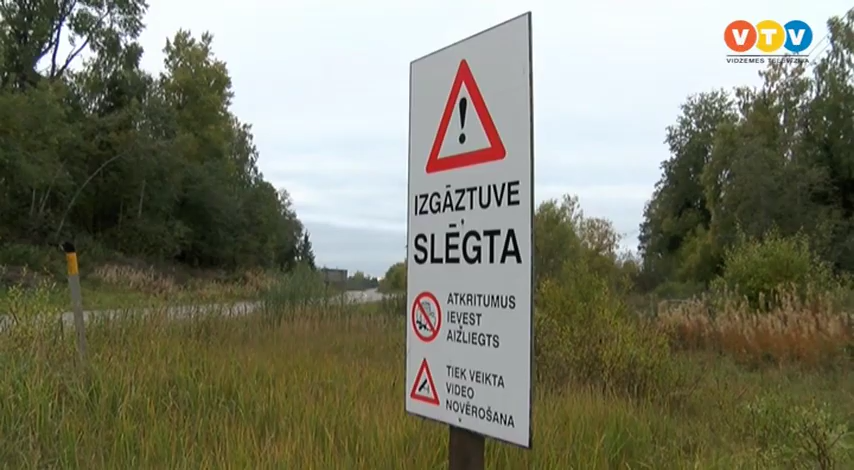 VTV
VIDZEMES TELEVĪZIJA
!
IZGĀZTUVE
SLĒGTA
ATKRITUMUS
IEVEST
AIZLIEGTS
TIEK VEIKTA
VIDEO
NOVĒROŠANA